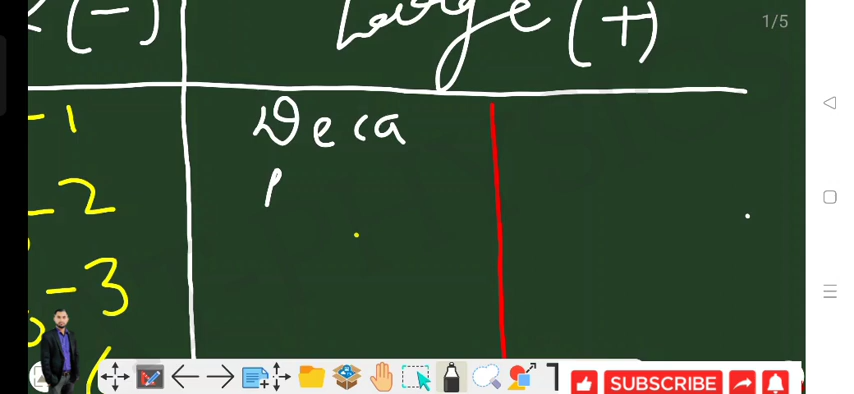 (-) Large (+)
1/5
-1 Deca
-2
-3
SUBSCRIBE